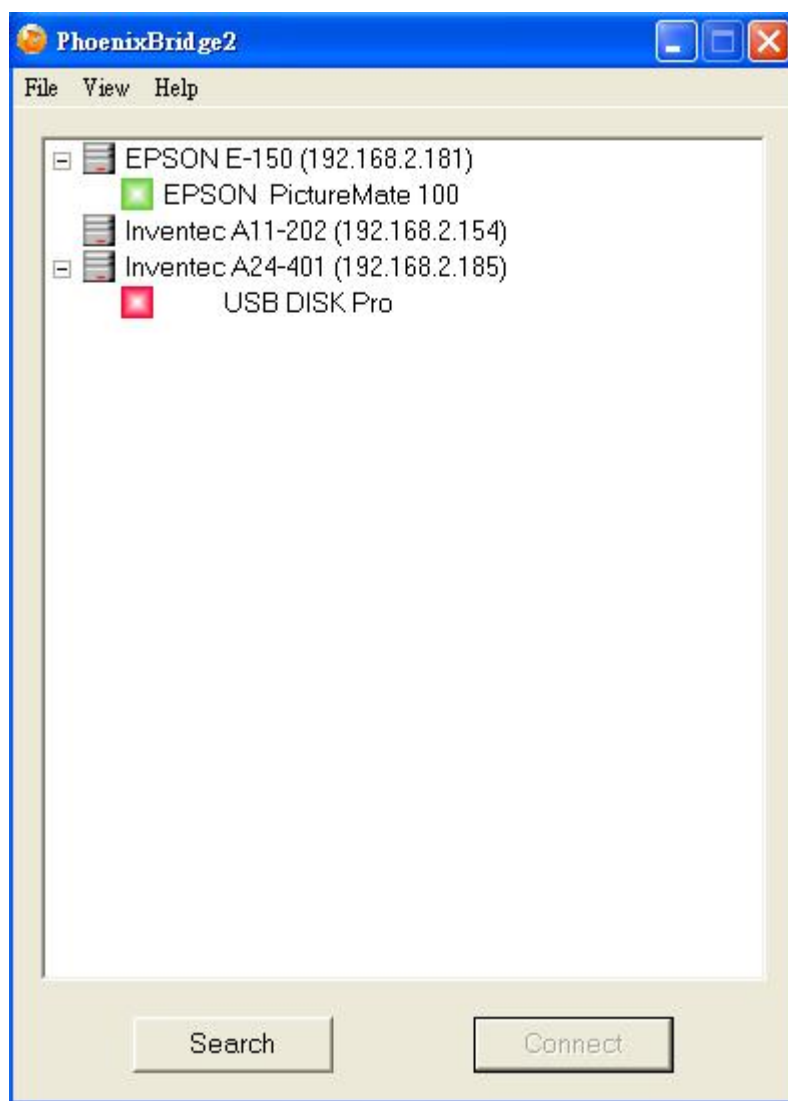 PhoenixBridge2
File View Help
EPSON E-150 (192.168.2.181)
EPSON PictureMate 100
Inventec A11-202 (192.168.2.154)
Inventec A24-401 (192.168.2.185)
USB DISK Pro
Search Connect